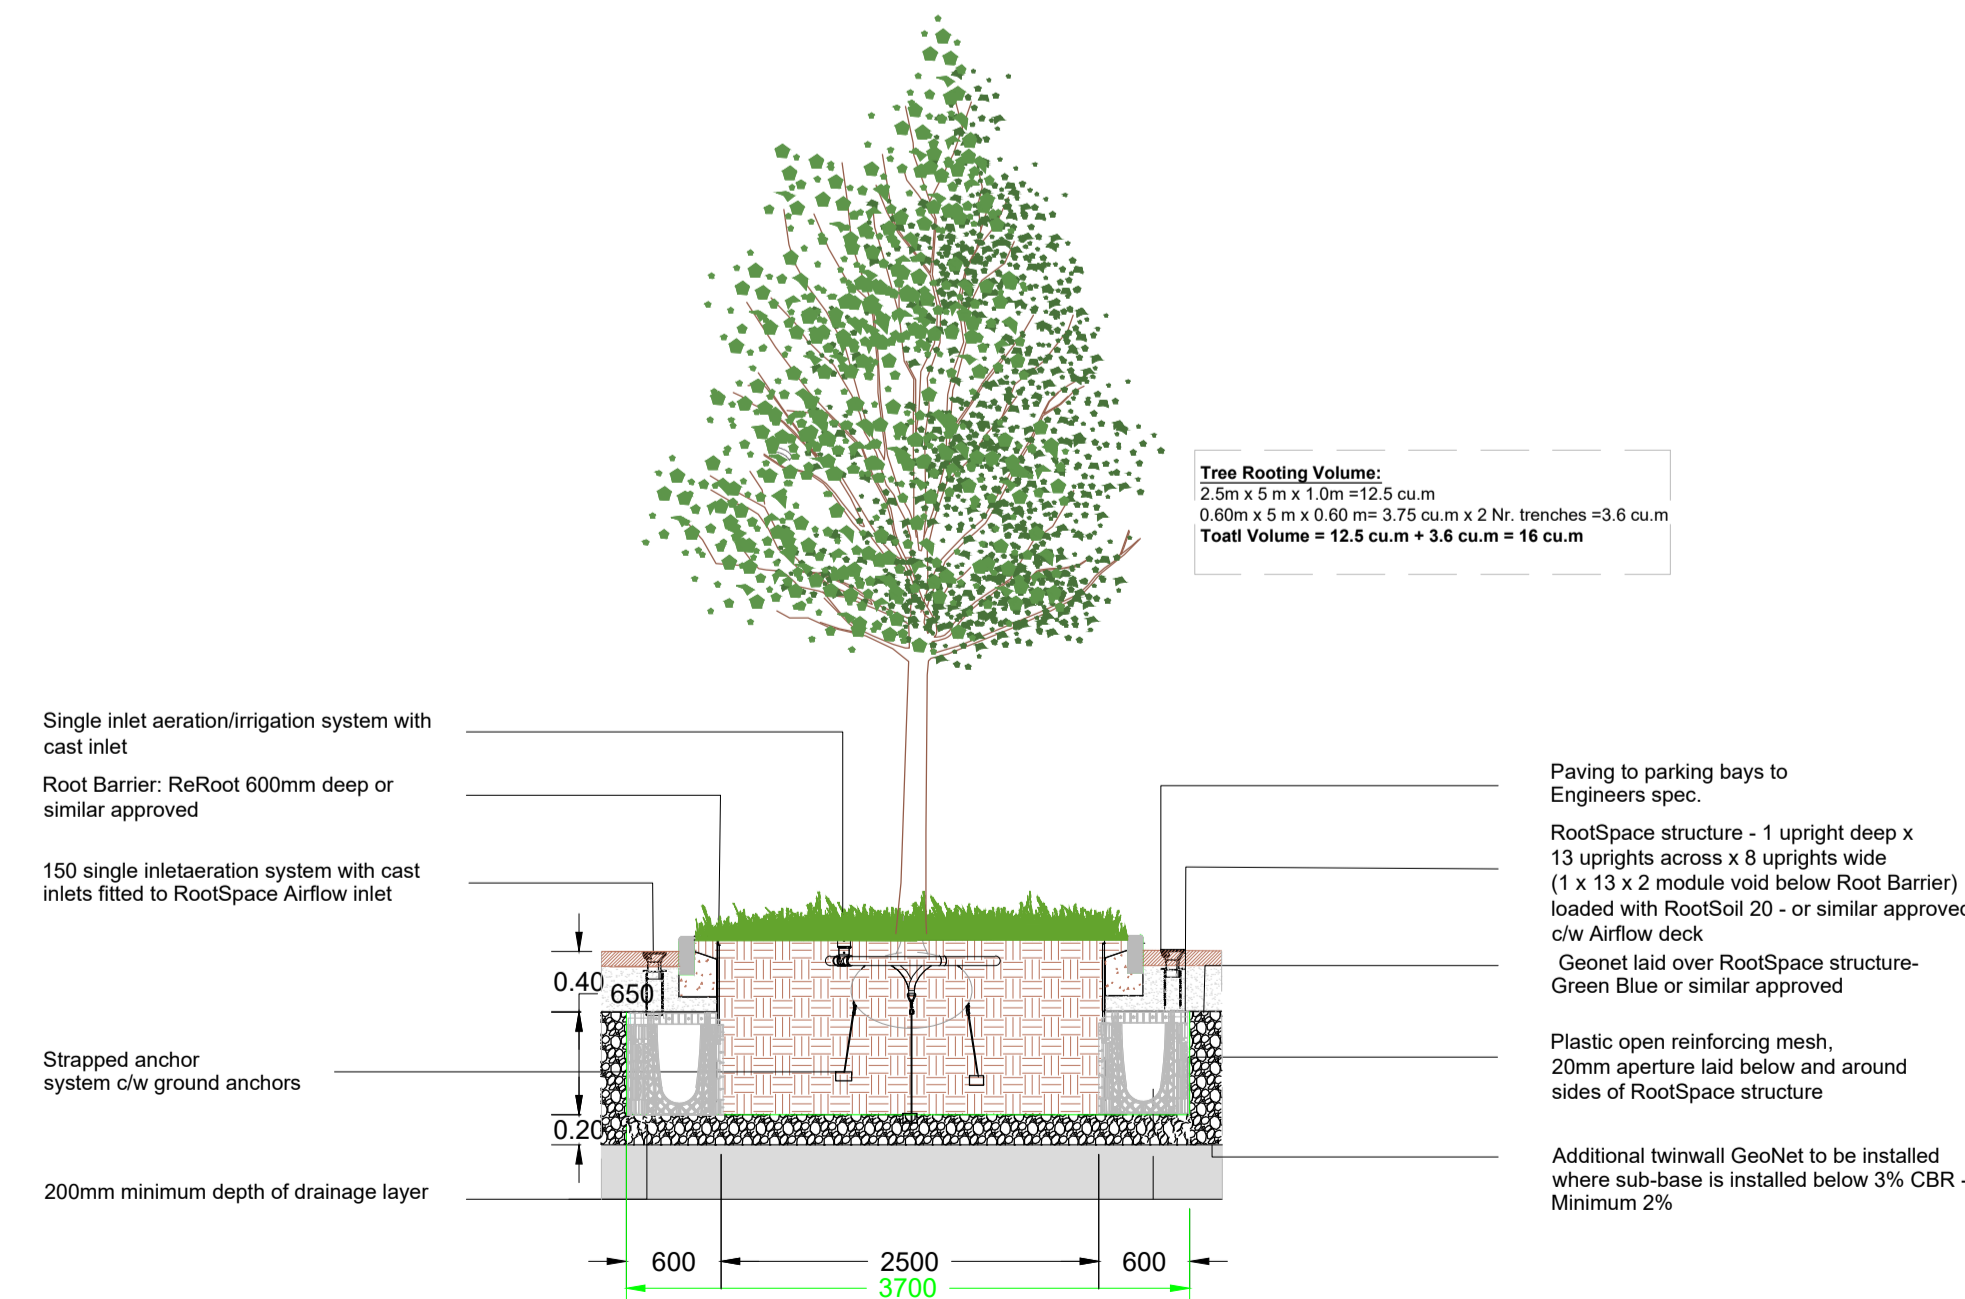 Tree Rooting Volume:
2.5m x 5 m x 1.0m =12.5 cu.m
0.60m x 5 m x 0.60 m= 3.75 cu.m x 2 Nr. trenches =3.6 cu.m
Toatl Volume = 12.5 cu.m + 3.6 cu.m = 16 cu.m
Single inlet aeration/irrigation system with
cast inlet
Root Barrier: ReRoot 600mm deep or
similar approved
150 single inletaeration system with cast
inlets fitted to RootSpace Airflow inlet
Strapped anchor
system c/w ground anchors
200mm minimum depth of drainage layer
0.40
650
0.20
600
2500
600
3700
Paving to parking bays to
Engineers spec.
RootSpace structure - 1 upright deep x
13 uprights across x 8 uprights wide
(1 x 13 x 2 module void below Root Barrier)
loaded with RootSoil 20 - or similar approved
c/w Airflow deck
Geonet laid over RootSpace structure-
Green Blue or similar approved
Plastic open reinforcing mesh,
20mm aperture laid below and around
sides of RootSpace structure
Additional twinwall GeoNet to be installed
where sub-base is installed below 3% CBR -
Minimum 2%